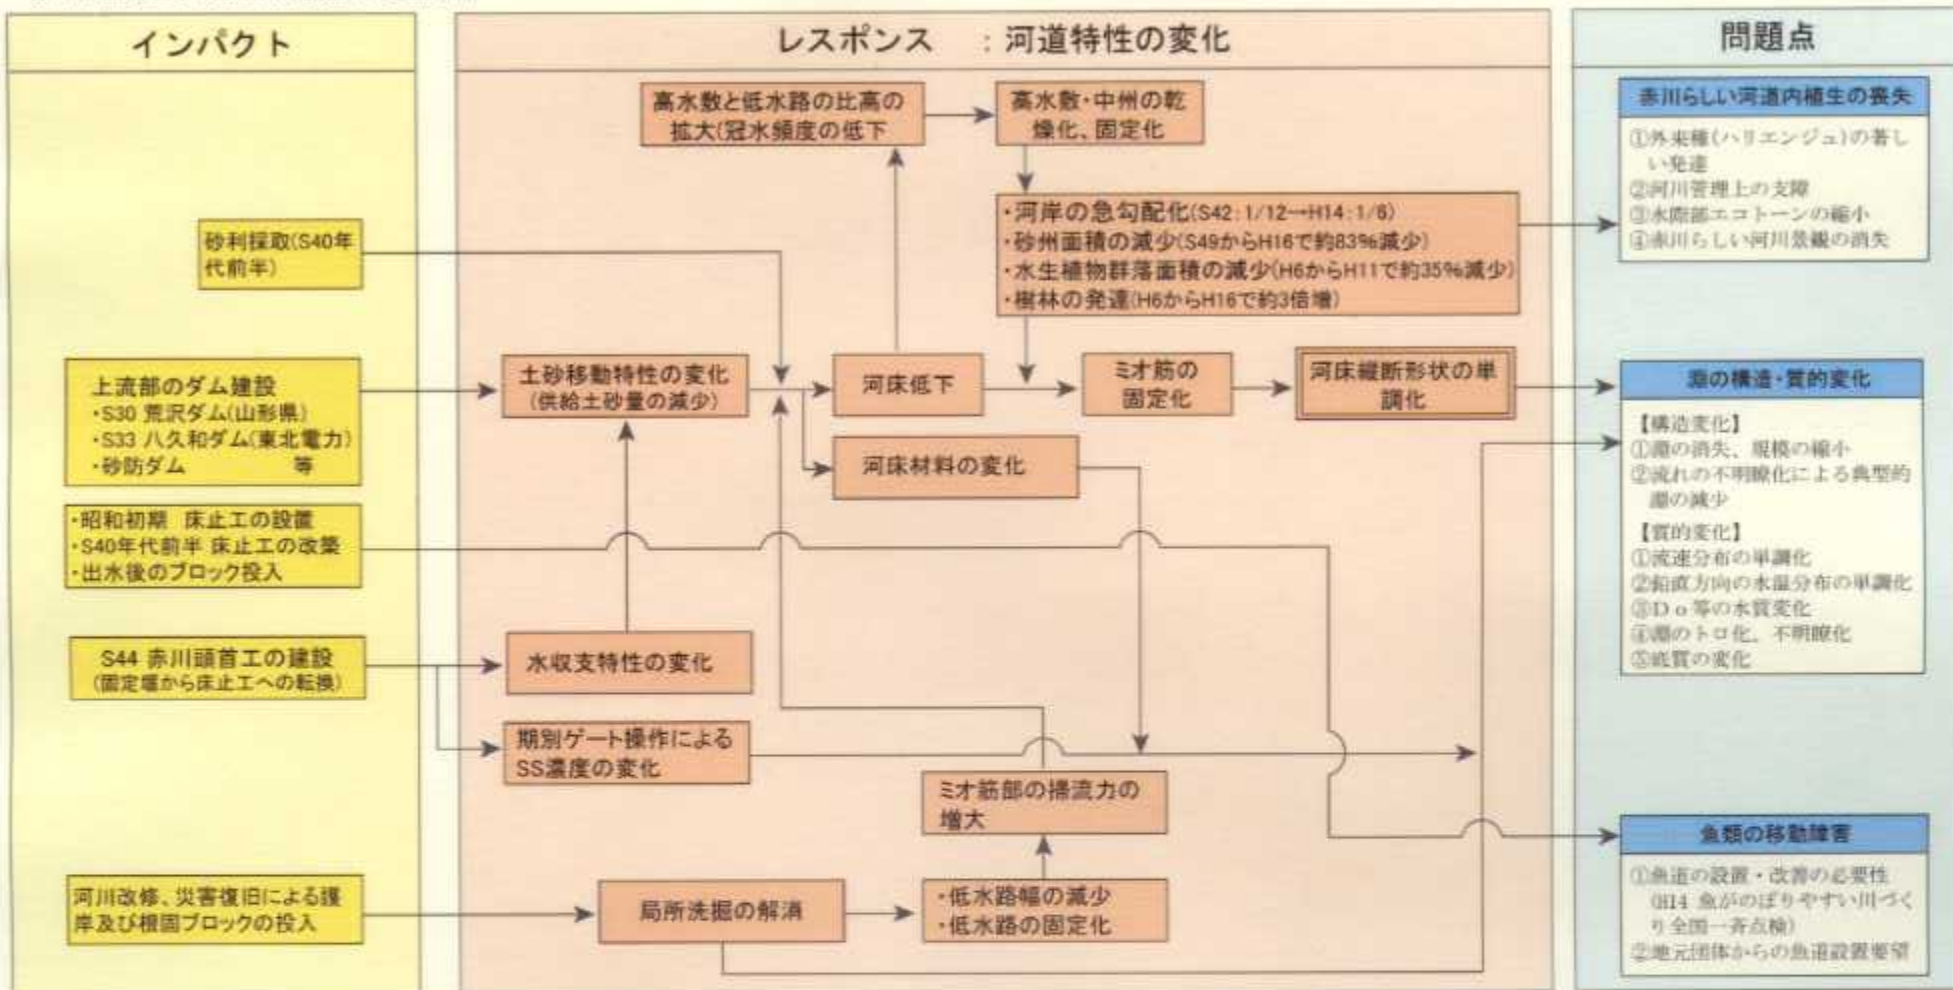 インパクト
砂利採取(S40年
代前半)
上流部のダム建設
・S30 荒沢ダム(山形県)
・S33 八久和ダム(東北電力)
・砂防ダム 等
・昭和初期 床止工の設置
・S40年代前半 床止工の改築
・出水後のブロック投入
S44 赤川頭首工の建設
(固定堰から床止工への転換)
河川改修、災害復旧による護
岸及び根固ブロックの投入
レスポンス :河道特性の変化
高水敷と低水路の比高の
拡大(冠水頻度の低下
高水敷・中州の乾
燥化、固定化
・河岸の急勾配化(S42:1/12→H14:1/6)
・砂州面積の減少(S49からH16で約83%減少)
・水生植物群落面積の減少(H6からH11で約35%減少)
・樹林の発達(H6からH16で約3倍増)
土砂移動特性の変化
(供給土砂量の減少)
河床低下
ミオ筋の
固定化
河床縦断形状の単
調化
河床材料の変化
水収支特性の変化
期別ゲート操作による
SS濃度の変化
ミオ筋部の掃流力の
増大
局所洗掘の解消
・低水路幅の減少
・低水路の固定化
問題点
赤川らしい河道内植生の喪失
①外来種(ハリエンジュ)の著し
い発達
②河川管理上の支障
③水際部エコトーンの縮小
④赤川らしい河川景観の消失
淵の構造・質的変化
【構造変化】
①淵の消失、規模の縮小
②流れの不明瞭化による典型的
淵の減少
【質的変化】
①流速分布の単調化
②鉛直方向の水温分布の単調化
③Do等の水質変化
④淵のトロ化、不明瞭化
⑤底質の変化
魚類の移動障害
①魚道の設置・改善の必要性
(H14 魚がのぼりやすい川づく
り全国一斉点検)
②地元団体からの魚道設置要望